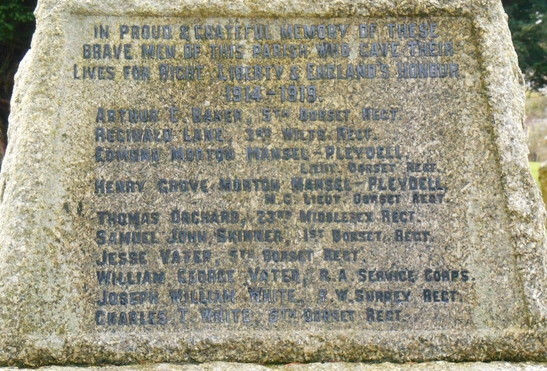 IN PROUD & GRATEFUL MEMORY OF THESE
BRAVE MEN OF THIS PARISH WHO GAVE THEIR
LIVES FOR RIGHT, LIBERTY & ENGLAND'S HONOUR
1914-1919.
ARTHUR T. BAKER, 5TH DORSET REGT.
REGINALD LANE, 2ND WILTS. REGT.
EDMUND MORTON MANSEL-PLEYDELL,
LIEUT. DORSET REGT.
HENRY GROVE MORTON MANSEL-PLEYDELL,
M.C. LIEUT. DORSET REGT.
THOMAS ORCHARD, 23RD MIDDLESEX REGT.
SAMUEL JOHN SKINNER, 1ST DORSET. REGT.
JESSE VATER, 5TH DORSET REGT.
WILLIAM GEORGE VATER, R.A SERVICE CORPS.
JOSEPH WILLIAM WHITE, R.W. SURREY REGT.
CHARLES T. WHITE, DORSET REGT.